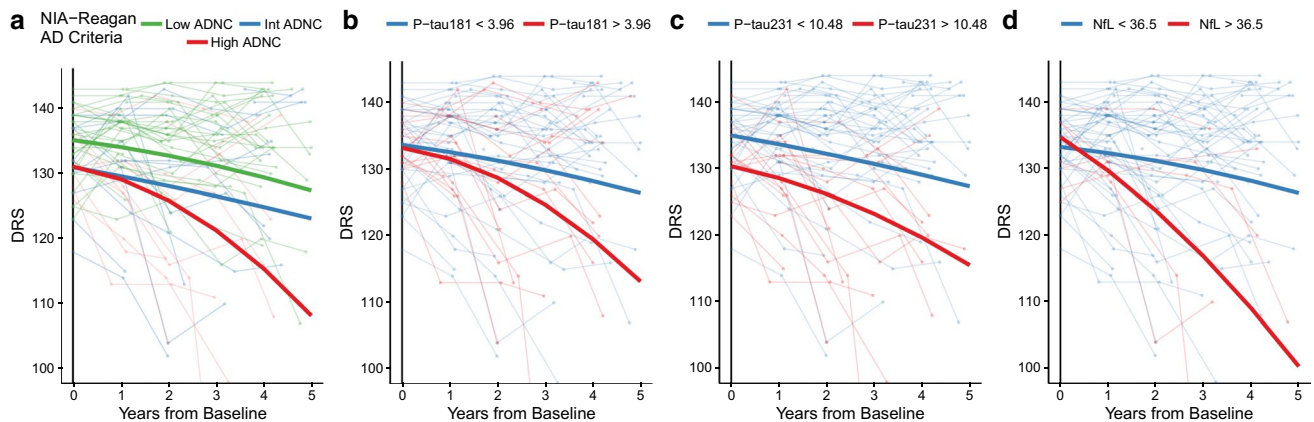 a
NIA−Reagan
AD Criteria
Low ADNC Int ADNC
High ADNC
DRS
140
130
120
110
100
0 1 2 3 4 5
Years from Baseline
b
P−tau181 < 3.96 P−tau181 > 3.96
DRS
140
130
120
110
100
0 1 2 3 4 5
Years from Baseline
c
P−tau231 < 10.48 P−tau231 > 10.48
DRS
140
130
120
110
100
0 1 2 3 4 5
Years from Baseline
d
NfL < 36.5 NfL > 36.5
DRS
140
130
120
110
100
0 1 2 3 4 5
Years from Baseline